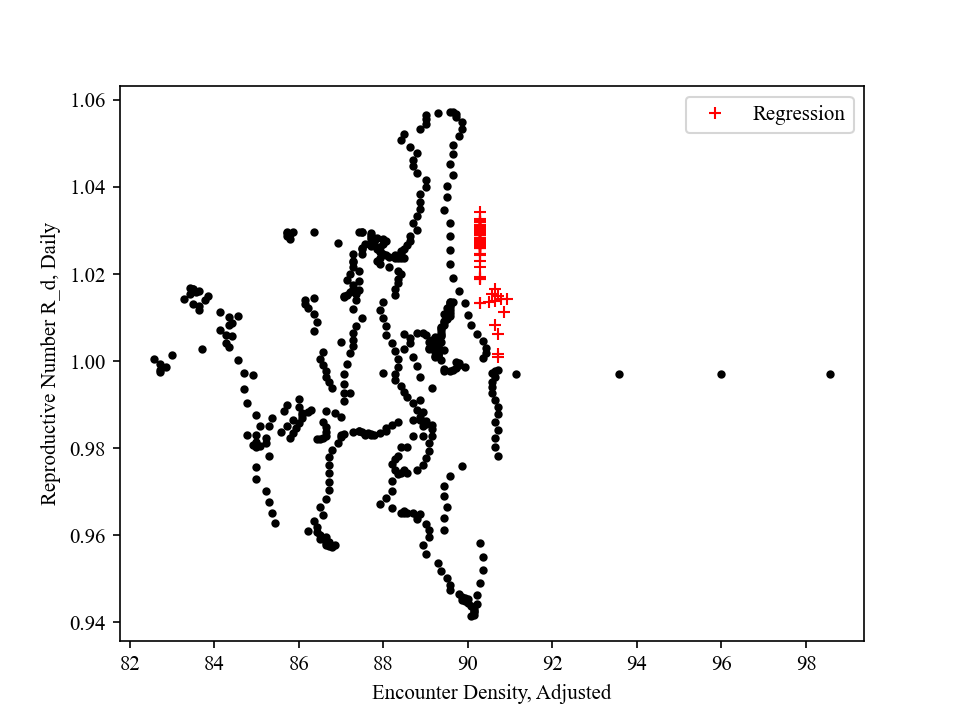 Regression
1.06
1.04
1.02
1.00
0.98
0.96
0.94
Reproductive Number R_d, Daily
82 84 86 88 90 92 94 96 98
Encounter Density, Adjusted